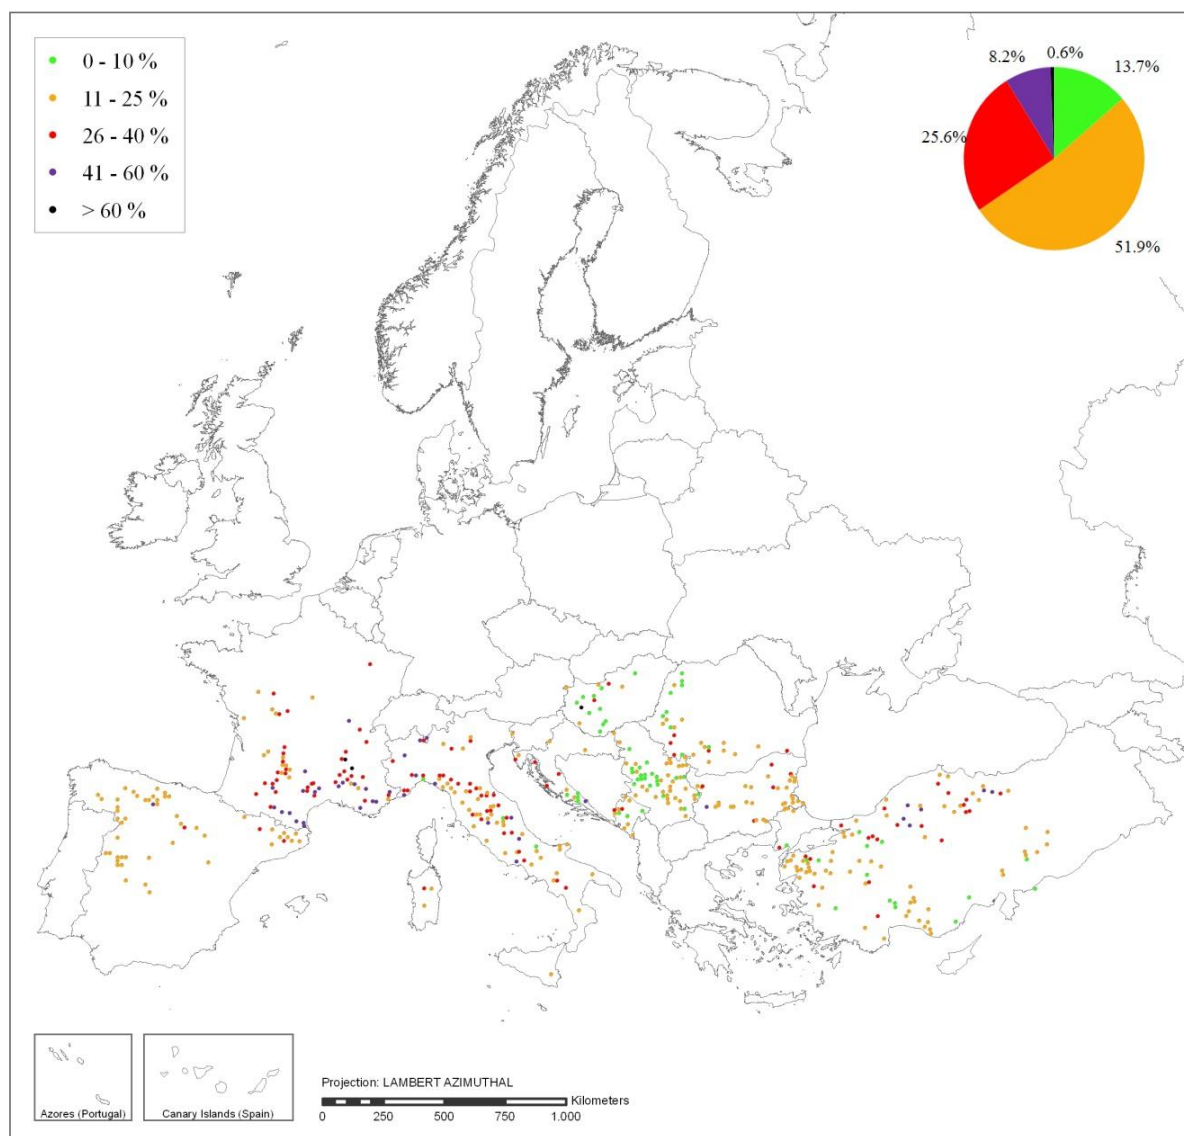 0 - 10 %
11 - 25 %
26 - 40 %
41 - 60 %
> 60 %
8.2%
0.6%
13.7%
25.6%
51.9%
Azores (Portugal)
Canary Islands (Spain)
Projection: LAMBERT AZIMUTHAL
Kilometers
0 250 500 750 1.000